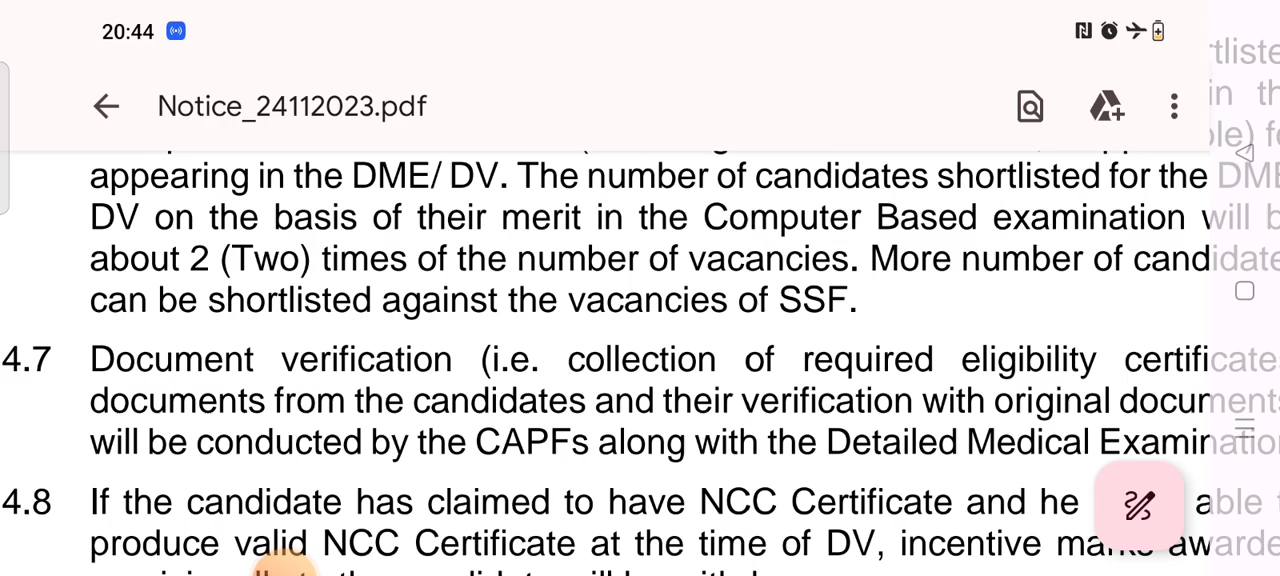 20:44
Notice_24112023.pdf
appearing in the DME/ DV. The number of candidates shortlisted for the DME
DV on the basis of their merit in the Computer Based examination will b
about 2 (Two) times of the number of vacancies. More number of candidate
can be shortlisted against the vacancies of SSF.
4.7 Document verification (i.e. collection of required eligibility certificate
documents from the candidates and their verification with original document
will be conducted by the CAPFs along with the Detailed Medical Examinatio
4.8 If the candidate has claimed to have NCC Certificate and he able t
produce valid NCC Certificate at the time of DV, incentive marks awarde